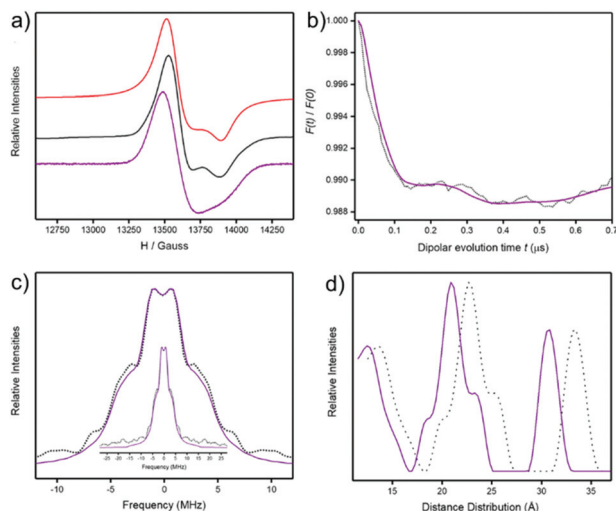 a)
Relative Intensities
12750 13000 13250 13500 13750 14000 14250
H / Gauss
b)
F(t) / F(0)
1.000
0.998
0.996
0.994
0.992
0.990
0.988
0.0 0.1 0.2 0.3 0.4 0.5 0.6 0.7
Dipolar evolution time t (μs)
c)
Relative Intensities
-25 -20 -15 -10 -5 0 5 10 15 20 25
Frequency (MHz)
-10 -5 0 5 10
Frequency (MHz)
d)
Relative Intensities
15 20 25 30 35
Distance Distribution (Å)